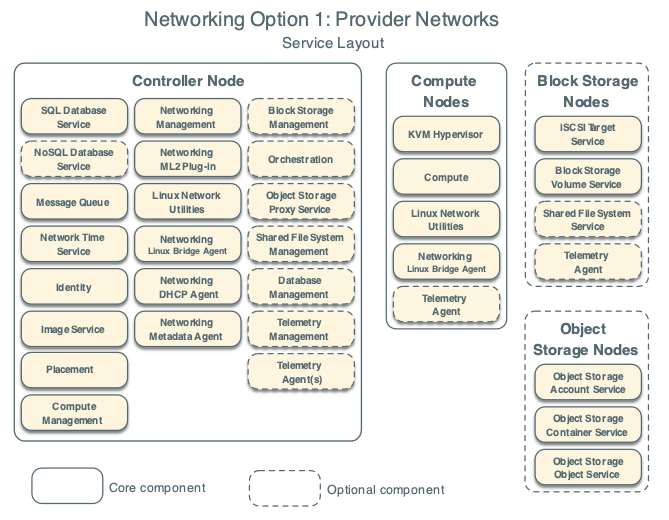 Networking Option 1: Provider Networks
Service Layout
Controller Node
SQL Database
Service
Networking
Management
Block Storage
Management
NoSQL Database
Service
Networking
ML2 Plug-in
Orchestration
Message Queue
Linux Network
Utilities
Object Storage
Proxy Service
Network Time
Service
Networking
Linux Bridge Agent
Shared File System
Management
Identity
Networking
DHCP Agent
Database
Management
Image Service
Networking
Metadata Agent
Telemetry
Management
Placement
Telemetry
Agent(s)
Compute
Management
Compute
Nodes
KVM Hypervisor
Compute
Linux Network
Utilities
Networking
Linux Bridge Agent
Telemetry
Agent
Block Storage
Nodes
iSCSI Target
Service
Block Storage
Volume Service
Shared File System
Service
Telemetry
Agent
Object
Storage Nodes
Object Storage
Account Service
Object Storage
Container Service
Object Storage
Object Service
Core component
Optional component